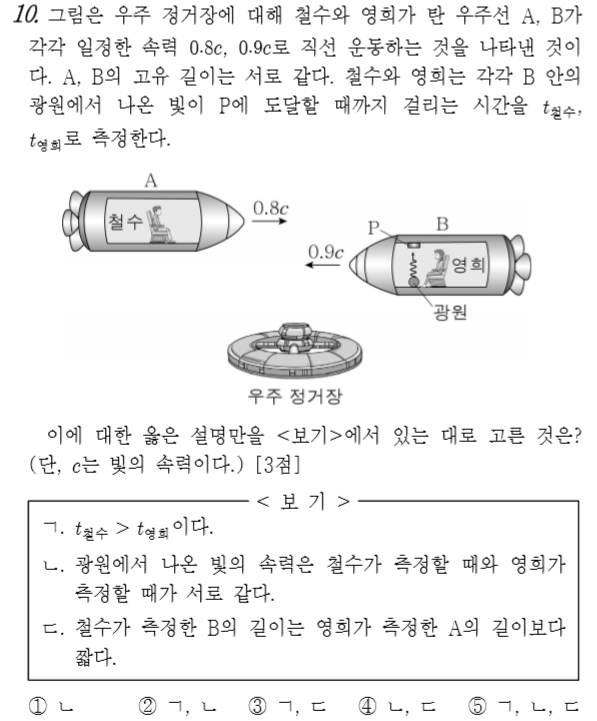 10. 그림은 우주 정거장에 대해 철수와 영희가 탄 우주선 A, B가
각각 일정한 속력 0.8c, 0.9c로 직선 운동하는 것을 나타낸 것이
다. A, B의 고유 길이는 서로 같다. 철수와 영희는 각각 B 안의
광원에서 나온 빛이 P에 도달할 때까지 걸리는 시간을 t철수,
t영희로 측정한다.
A
철수
0.8c
P
B
0.9c
영희
광원
우주 정거장
이에 대한 옳은 설명만을 <보기>에서 있는 대로 고른 것은?
(단, c는 빛의 속력이다.) [3점]
< 보 기 >
ㄱ. t철수 > t영희이다.
ㄴ. 광원에서 나온 빛의 속력은 철수가 측정할 때와 영희가
측정할 때가 서로 같다.
ㄷ. 철수가 측정한 B의 길이는 영희가 측정한 A의 길이보다
짧다.
① ㄴ ② ㄱ, ㄴ ③ ㄱ, ㄷ ④ ㄴ, ㄷ ⑤ ㄱ, ㄴ, ㄷ